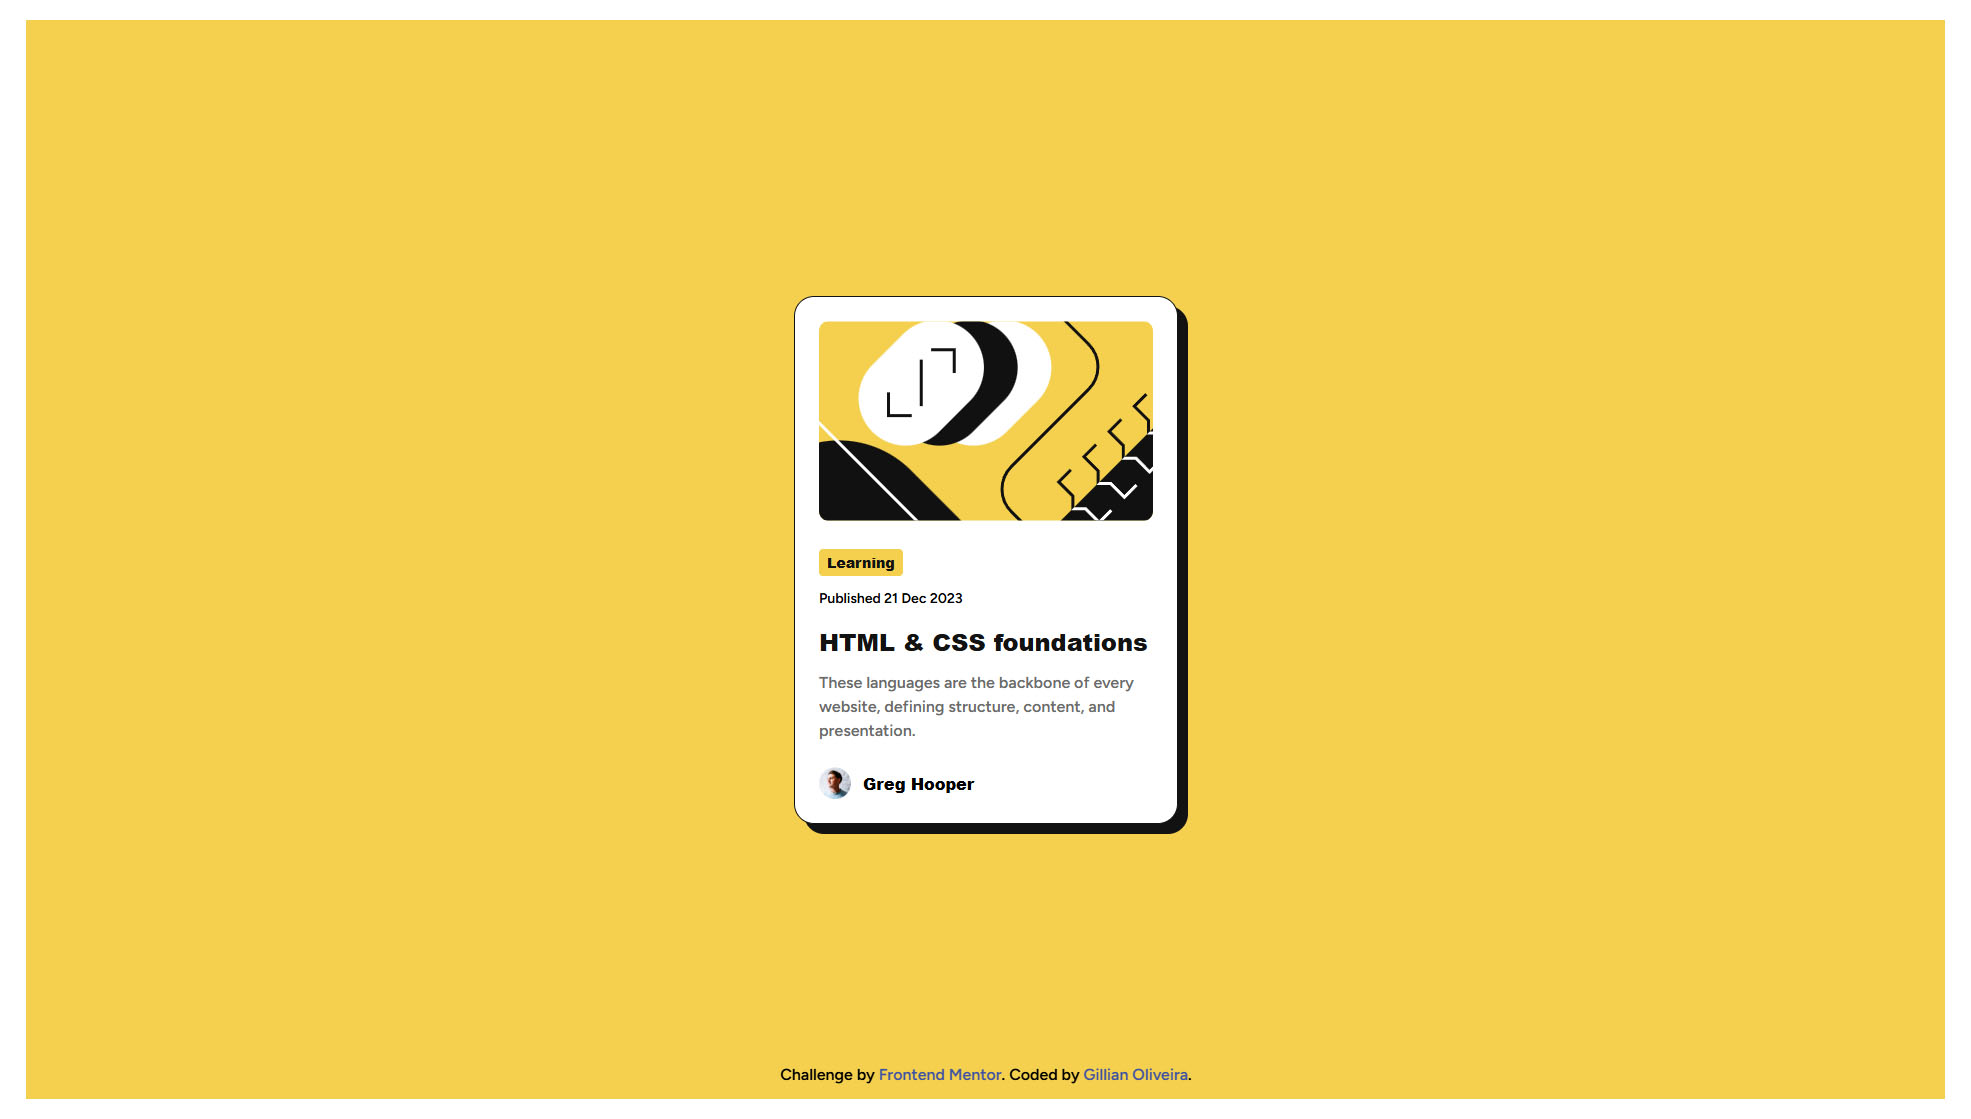 Learning
Published 21 Dec 2023
HTML & CSS foundations
These languages are the backbone of every
website, defining structure, content, and
presentation.
Greg Hooper
Challenge by Frontend Mentor. Coded by Gillian Oliveira.